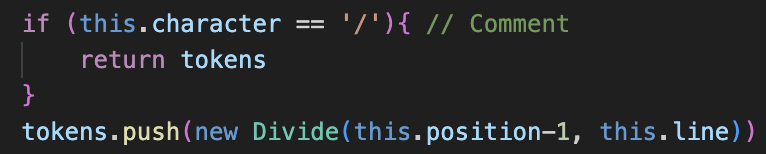 if (this.character == '/'){ // Comment
    return tokens
}
tokens.push(new Divide(this.position-1, this.line))